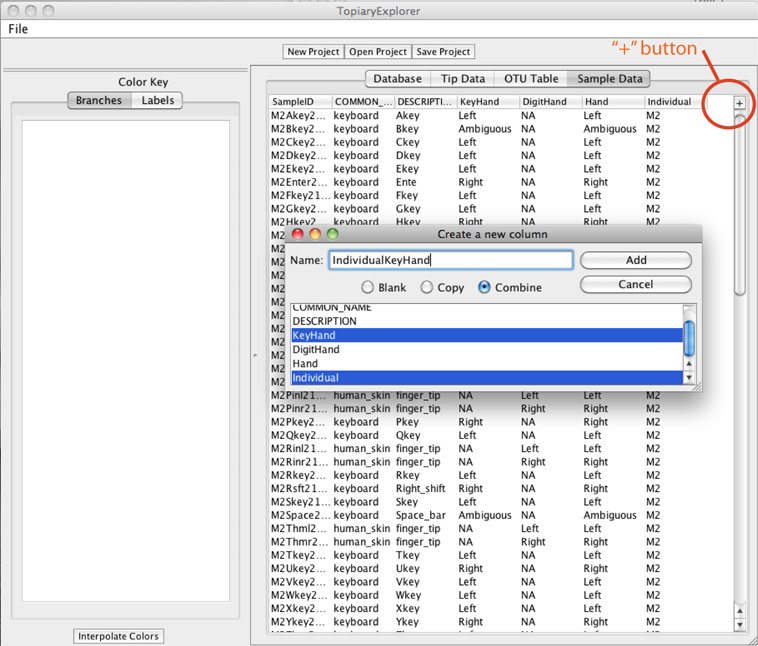 TopiaryExplorer
File
"+" button
New Project Open Project Save Project
Color Key
Branches Labels
Database Tip Data OTU Table Sample Data
SampleID COMMON_... DESCRIPTI... KeyHand DigitHand Hand Individual +
M2Akey2... keyboard Akey Left NA Left M2
M2Bkey2... keyboard Bkey Ambiguous NA Ambiguous M2
M2Ckey2... keyboard Ckey Left NA Left M2
M2Dkey2... keyboard Dkey Left NA Left M2
M2Ekey2... keyboard Ekey Left NA Left M2
M2Enter2... keyboard Ente Right NA Right M2
M2Fkey21... keyboard Fkey Left NA Left M2
M2Gkey2... keyboard Gkey Left NA Left M2
M2Hkey2... keyboard Hkey Right NA Right M2
Create a new column
Name: IndividualKeyHand Add
Blank Copy Combine Cancel
COMMON_NAME
DESCRIPTION
KeyHand
DigitHand
Hand
Individual
M2Pinl21... human_skin finger_tip NA Left Left M2
M2Pinr21... human_skin finger_tip NA Right Right M2
M2Pkey2... keyboard Pkey Right NA Right M2
M2Qkey2... keyboard Qkey Left NA Left M2
M2Rinl21... human_skin finger_tip NA Left Left M2
M2Rinr21... human_skin finger_tip NA Right Right M2
M2Rkey2... keyboard Rkey Left NA Left M2
M2Rsft21... keyboard Right_shift Right NA Right M2
M2Skey21... keyboard Skey Left NA Left M2
M2Space2... keyboard Space_bar Ambiguous NA Ambiguous M2
M2Thml2... human_skin finger_tip NA Left Left M2
M2Thmr2... human_skin finger_tip NA Right Right M2
M2Tkey2... keyboard Tkey Left NA Left M2
M2Ukey2... keyboard Ukey Right NA Right M2
M2Vkey2... keyboard Vkey Left NA Left M2
M2Wkey2... keyboard Wkey Left NA Left M2
M2Xkey2... keyboard Xkey Left NA Left M2
M2Ykey2... keyboard Ykey Right NA Right M2
Interpolate Colors